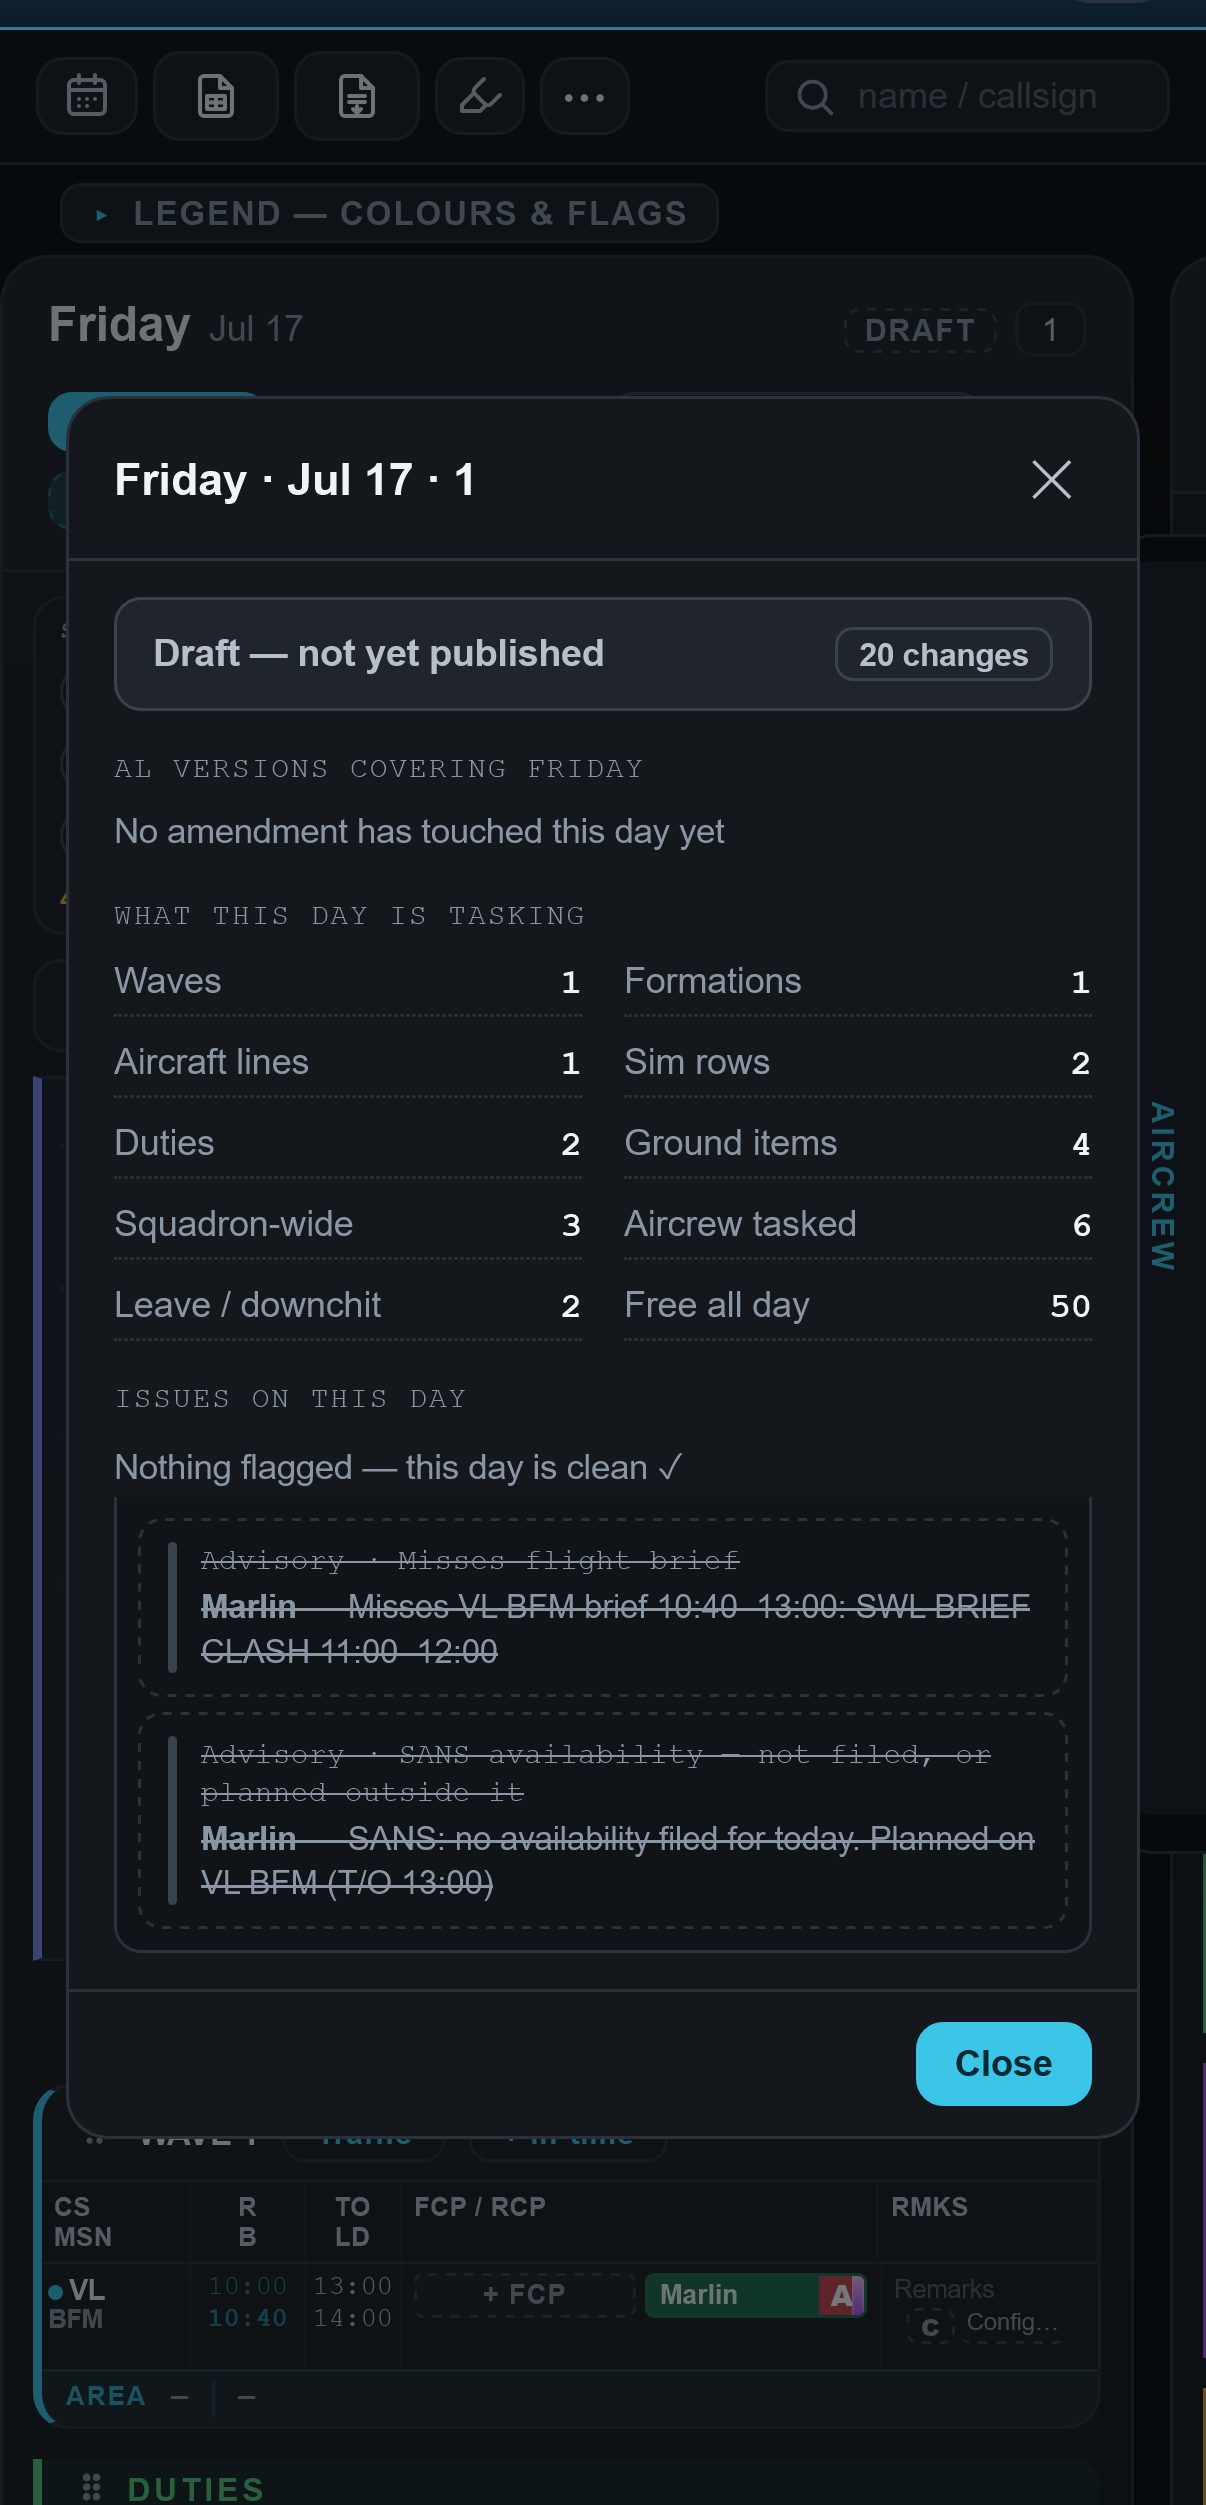 name / callsign
LEGEND — COLOURS & FLAGS
Friday Jul 17
DRAFT 1
Friday · Jul 17 · 1
Draft — not yet published
20 changes
AL VERSIONS COVERING FRIDAY
No amendment has touched this day yet
WHAT THIS DAY IS TASKING
Waves 1
Formations 1
Aircraft lines 1
Sim rows 2
Duties 2
Ground items 4
Squadron-wide 3
Aircrew tasked 6
Leave / downchit 2
Free all day 50
AIRCREW
ISSUES ON THIS DAY
Nothing flagged — this day is clean ✓
Advisory · Misses flight brief
Marlin — Misses VL BFM brief 10:40–13:00: SWL BRIEF
CLASH 11:00–12:00
Advisory · SANS availability — not filed, or
planned outside it
Marlin — SANS: no availability filed for today. Planned on
VL BFM (T/O 13:00)
Close
CS
MSN
R
B
TO
LD
FCP / RCP
RMKS
VL
BFM
10:00
10:40
13:00
14:00
+ FCP
Marlin
A
Remarks
C Config…
AREA — —
DUTIES